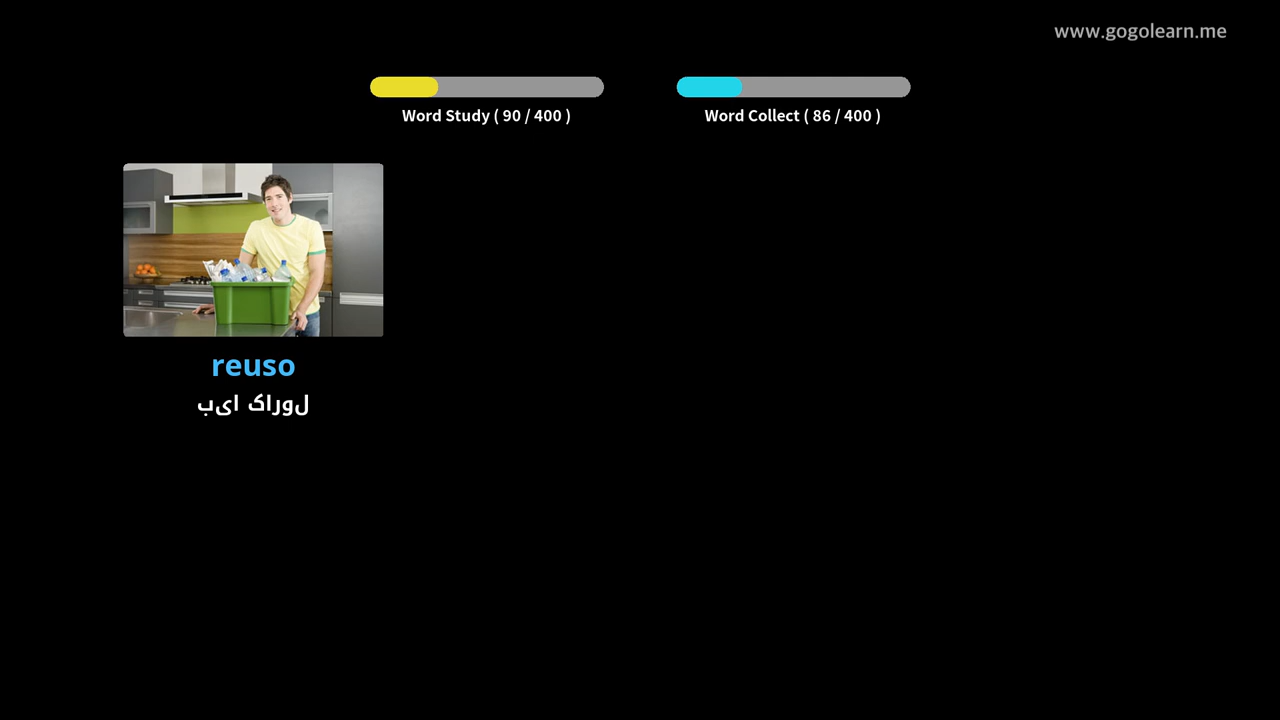 www.gogolearn.me
Word Study ( 90 / 400 )
Word Collect ( 86 / 400 )
reuso
لوراک ایب